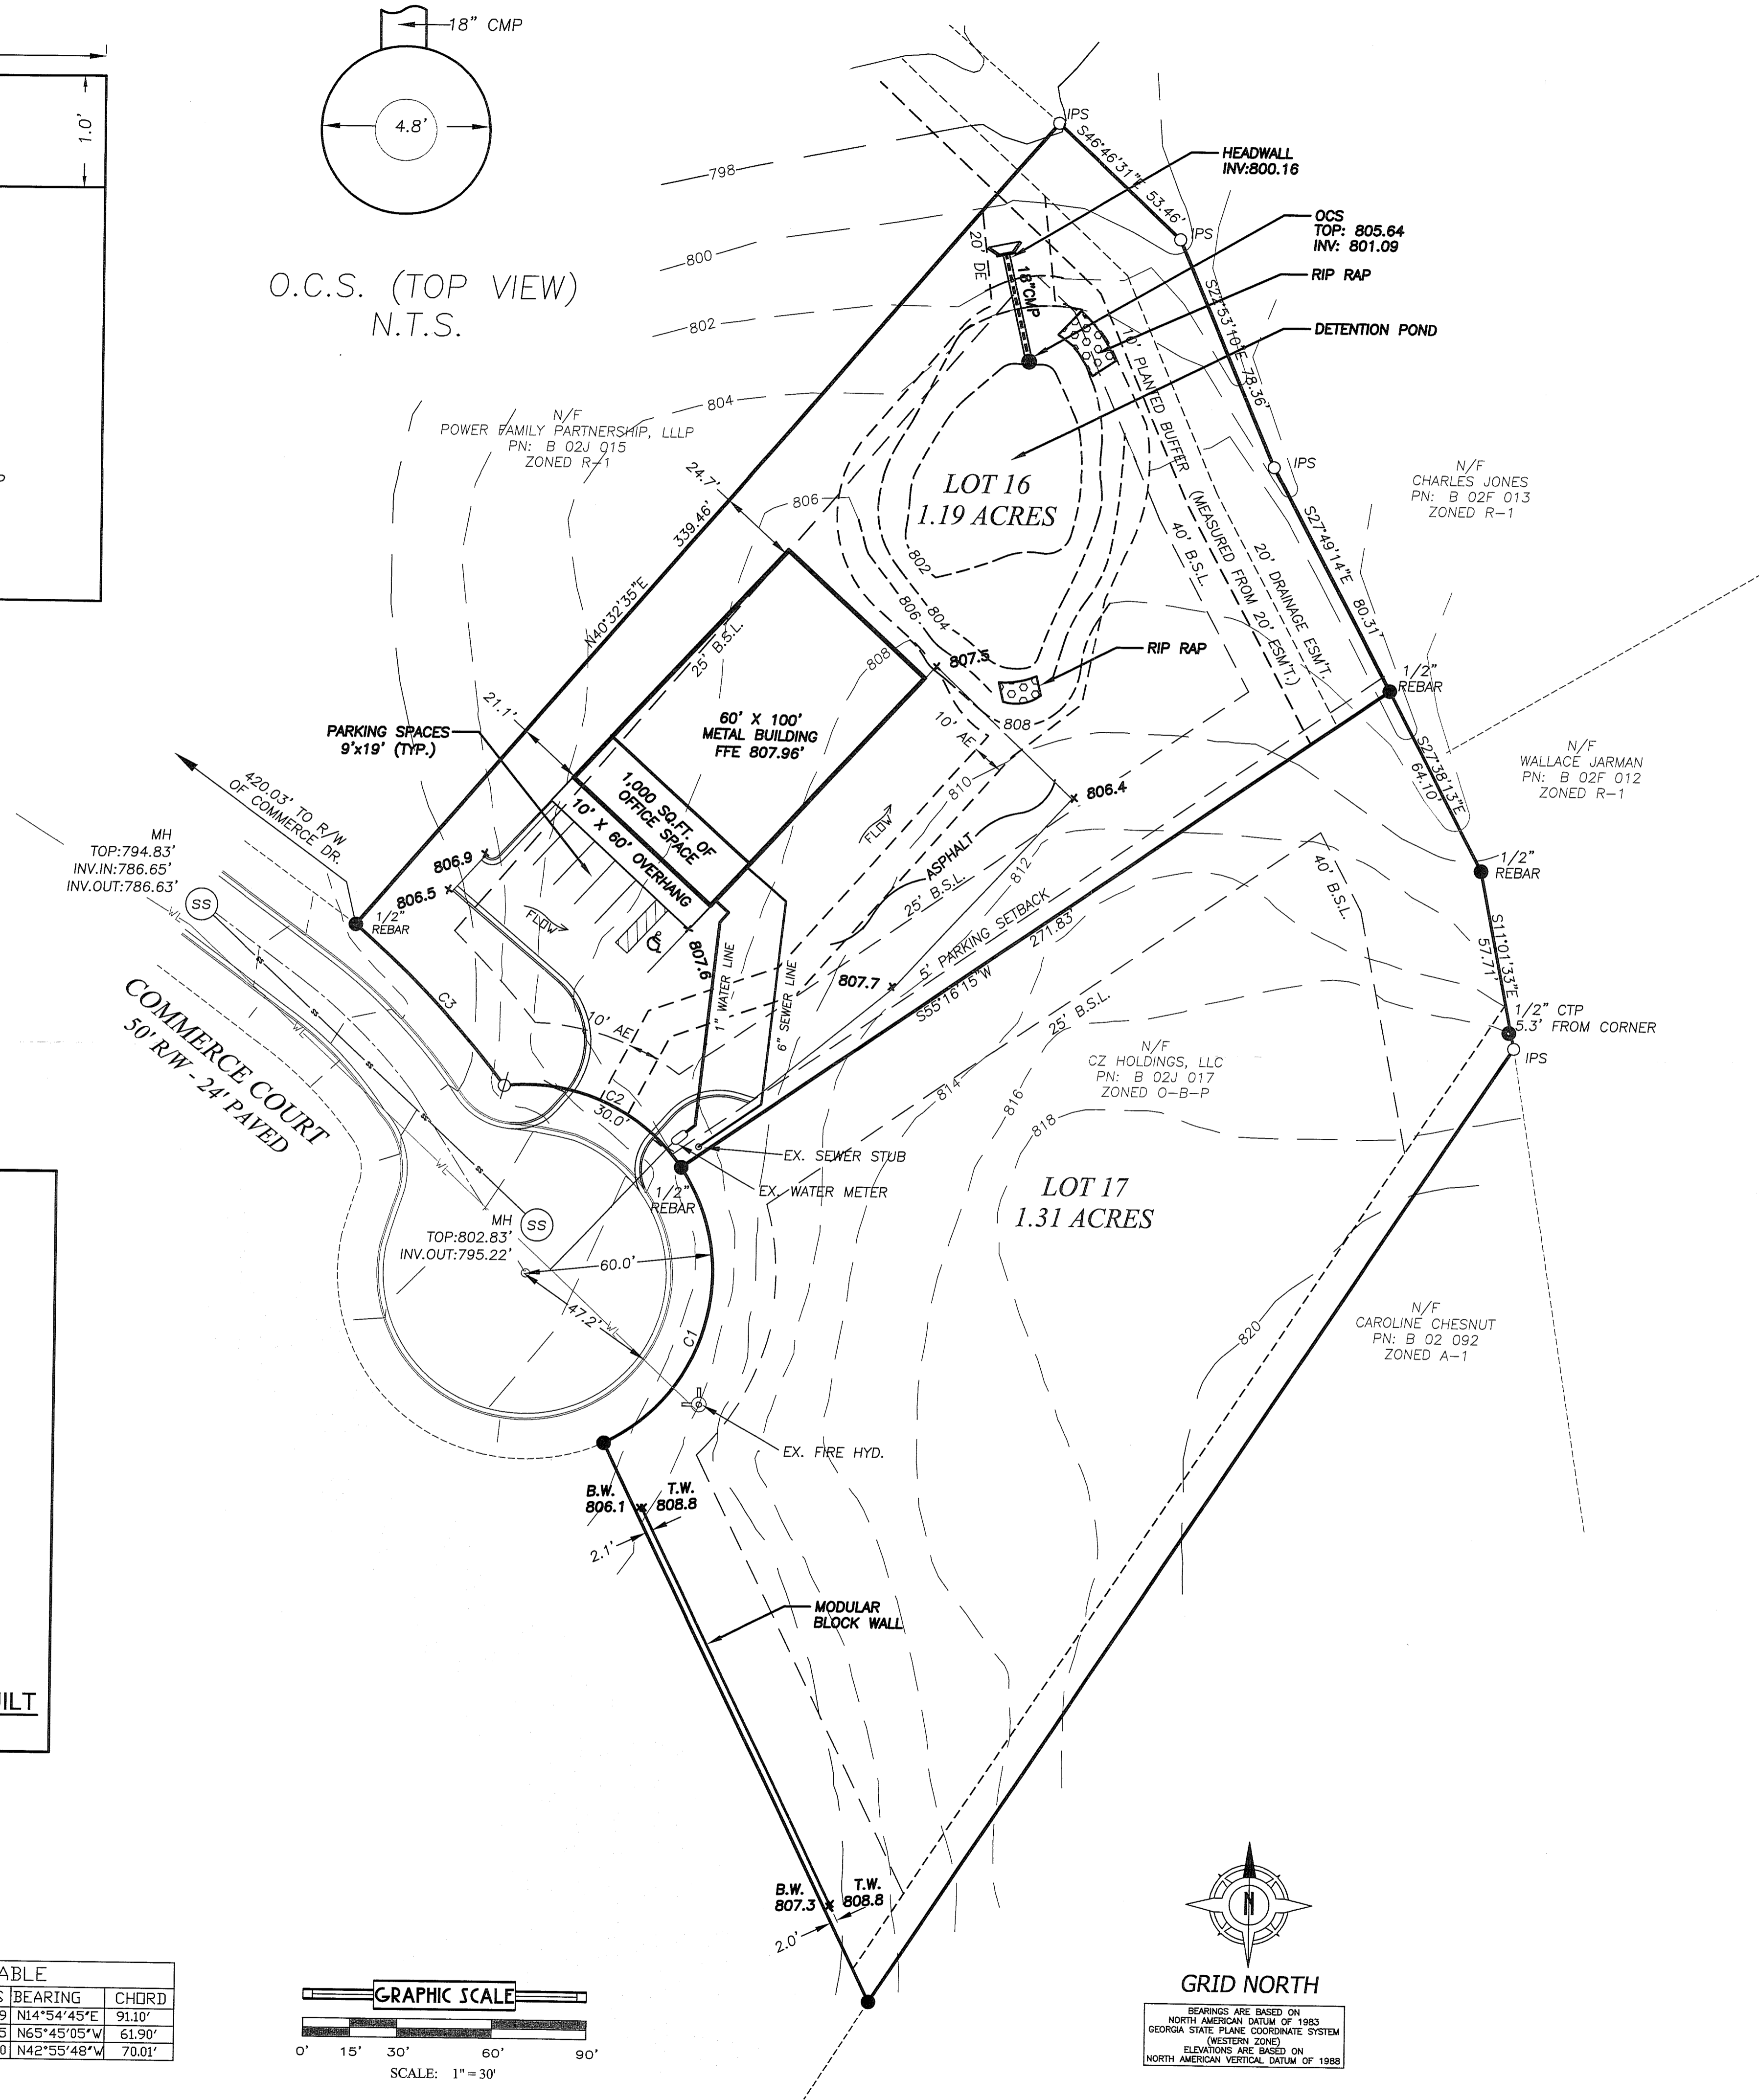 18" CMP
4.8'
1.0'
O.C.S. (TOP VIEW)
N.T.S.
IPS
S46°46'31"E 53.46'
HEADWALL
INV:800.16
IPS
OCS
TOP: 805.64
INV: 801.09
RIP RAP
DETENTION POND
798
800
802
804
20' DE
18"CMP
S22°53'10"E 78.36'
10' PLANTED BUFFER (MEASURED FROM 20' ESM'T.)
N/F
POWER FAMILY PARTNERSHIP, LLLP
PN: B 02J 015
ZONED R-1
24.7'
339.46'
N40°32'35"E
806
LOT 16
1.19 ACRES
IPS
N/F
CHARLES JONES
PN: B 02F 013
ZONED R-1
S27°49'14"E 80.31'
40' B.S.L.
20' DRAINAGE ESM'T.
802
804
806
808
25' B.S.L.
807.5
RIP RAP
1/2"
REBAR
808
21.1'
PARKING SPACES
9'x19' (TYP.)
60' X 100'
METAL BUILDING
FFE 807.96'
10' AE
810
N/F
WALLACE JARMAN
PN: B 02F 012
ZONED R-1
S27°38'13"E
64.10'
420.03' TO R/W
OF COMMERCE DR.
1,000 SQ.FT. OF
OFFICE SPACE
10' X 60' OVERHANG
806.4
FLOW
ASPHALT
812
MH
TOP:794.83'
INV.IN:786.65'
INV.OUT:786.63'
SS
806.9
806.5
1/2"
REBAR
FLOW
25' B.S.L.
40' B.S.L.
1/2"
REBAR
S11°01'33"E
57.71'
807.6
807.7
5' PARKING SETBACK
271.83'
S55°16'15"W
25' B.S.L.
1" WATER LINE
6" SEWER LINE
1/2" CTP
5.3' FROM CORNER
IPS
COMMERCE COURT
50' R/W - 24' PAVED
C3
10' AE
C2
30.0'
N/F
CZ HOLDINGS, LLC
PN: B 02J 017
ZONED O-B-P
814
816
818
WL
WL
WL
EX. SEWER STUB
EX. WATER METER
1/2"
REBAR
LOT 17
1.31 ACRES
MH
TOP:802.83'
INV.OUT:795.22'
SS
60.0'
47.2'
WL
C1
820
N/F
CAROLINE CHESNUT
PN: B 02 092
ZONED A-1
EX. FIRE HYD.
B.W.
806.1
T.W.
808.8
2.1'
MODULAR
BLOCK WALL
B.W.
807.3
T.W.
808.8
2.0'
N
GRID NORTH
BEARINGS ARE BASED ON
NORTH AMERICAN DATUM OF 1983
GEORGIA STATE PLANE COORDINATE SYSTEM
(WESTERN ZONE)
ELEVATIONS ARE BASED ON
NORTH AMERICAN VERTICAL DATUM OF 1988
BEARING CHORD
9 N14°54'45"E 91.10'
5 N65°45'05"W 61.90'
0 N42°55'48"W 70.01'
GRAPHIC SCALE
0' 15' 30' 60' 90'
SCALE: 1" = 30'